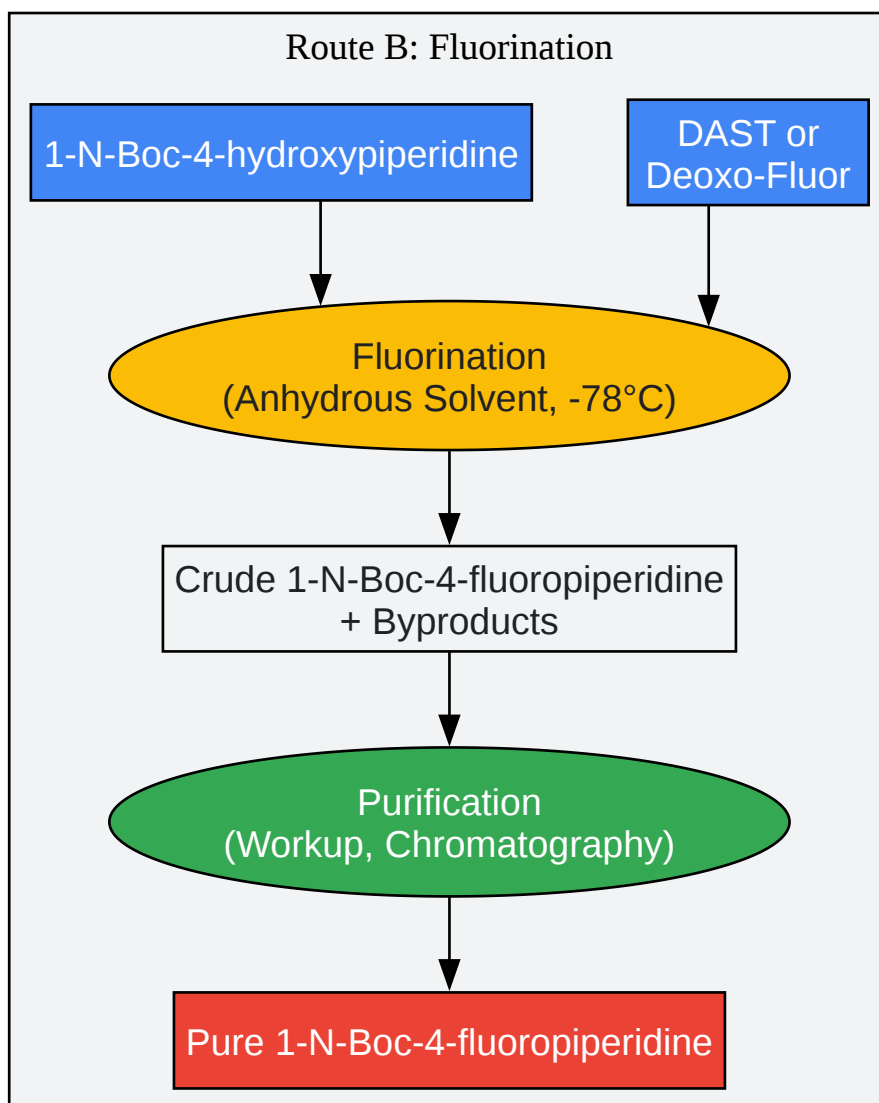 Route B: Fluorination
1-N-Boc-4-hydroxypiperidine
DAST or
Deoxo-Fluor
Fluorination
(Anhydrous Solvent, -78°C)
Crude 1-N-Boc-4-fluoropiperidine
+ Byproducts
Purification
(Workup, Chromatography)
Pure 1-N-Boc-4-fluoropiperidine